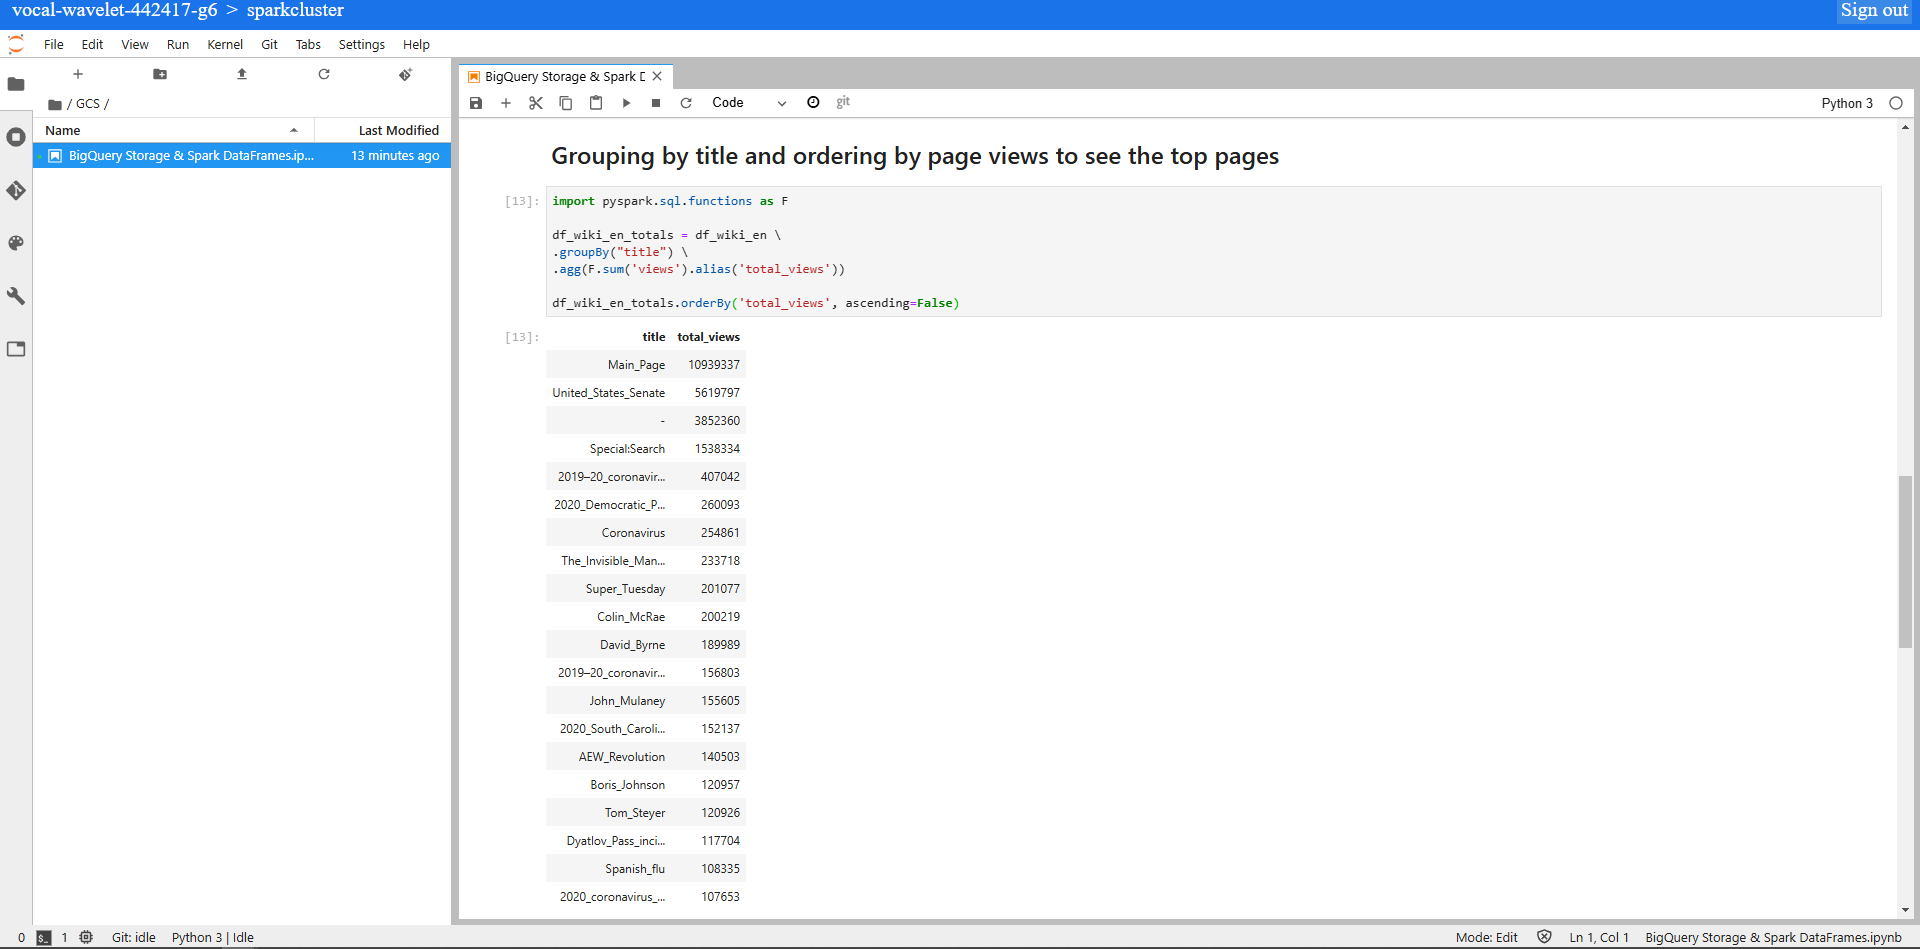 vocal-wavelet-442417-g6 > sparkcluster
Sign out
File Edit View Run Kernel Git Tabs Settings Help
/ GCS /
Name Last Modified
BigQuery Storage & Spark DataFrames.ip... 13 minutes ago
BigQuery Storage & Spark D
Code
git
Python 3
Grouping by title and ordering by page views to see the top pages
[13]:
import pyspark.sql.functions as F
df_wiki_en_totals = df_wiki_en \
.groupBy("title") \
.agg(F.sum('views').alias('total_views'))
df_wiki_en_totals.orderBy('total_views', ascending=False)
[13]:
title total_views
Main_Page 10939337
United_States_Senate 5619797
- 3852360
Special:Search 1538334
2019–20_coronavir... 407042
2020_Democratic_P... 260093
Coronavirus 254861
The_Invisible_Man... 233718
Super_Tuesday 201077
Colin_McRae 200219
David_Byrne 189989
2019–20_coronavir... 156803
John_Mulaney 155605
2020_South_Caroli... 152137
AEW_Revolution 140503
Boris_Johnson 120957
Tom_Steyer 120926
Dyatlov_Pass_inci... 117704
Spanish_flu 108335
2020_coronavirus_... 107653
0 $_ 1 Git: idle Python 3 | Idle
Mode: Edit Ln 1, Col 1 BigQuery Storage & Spark DataFrames.ipynb